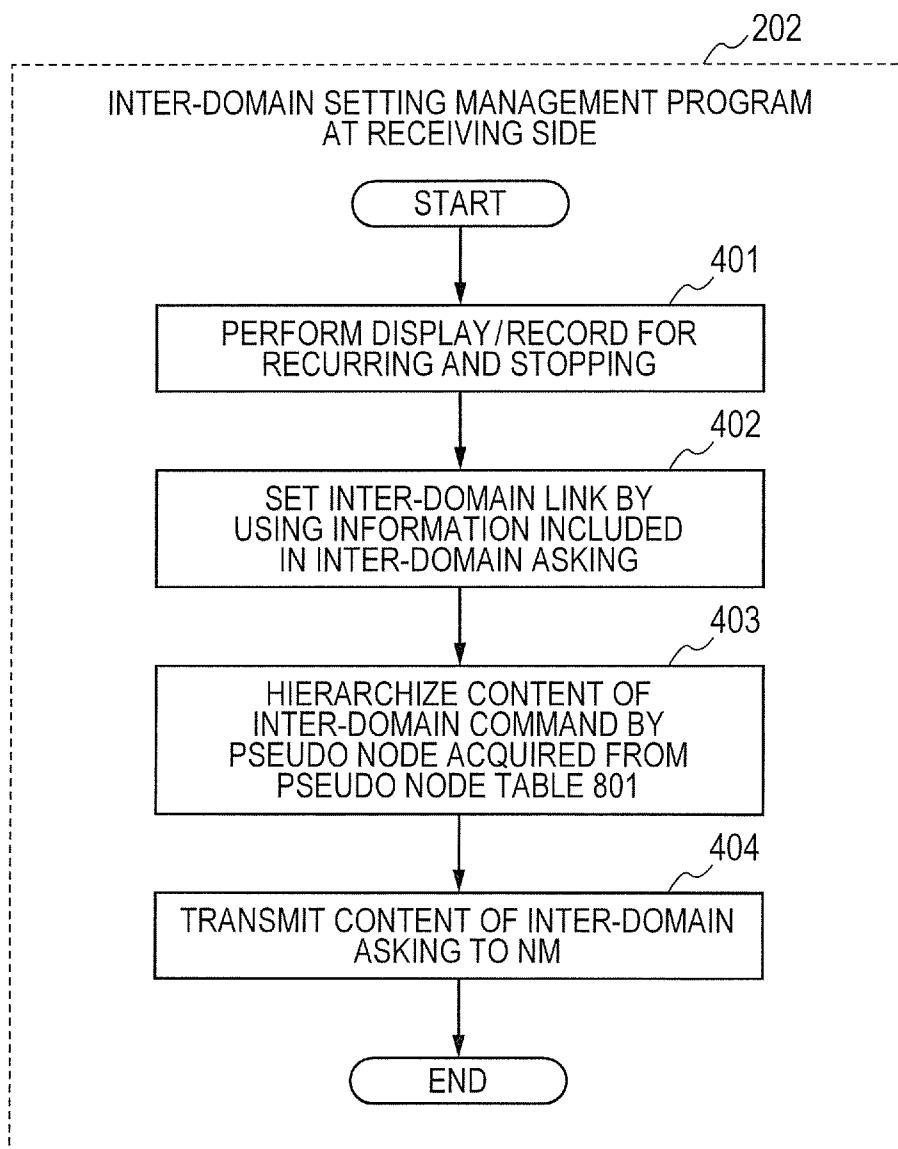 202
INTER-DOMAIN SETTING MANAGEMENT PROGRAM
AT RECEIVING SIDE
START
401
PERFORM DISPLAY/RECORD FOR
RECURRING AND STOPPING
402
SET INTER-DOMAIN LINK BY
USING INFORMATION INCLUDED
IN INTER-DOMAIN ASKING
403
HIERARCHIZE CONTENT OF
INTER-DOMAIN COMMAND BY
PSEUDO NODE ACQUIRED FROM
PSEUDO NODE TABLE 801
404
TRANSMIT CONTENT OF INTER-DOMAIN
ASKING TO NM
END